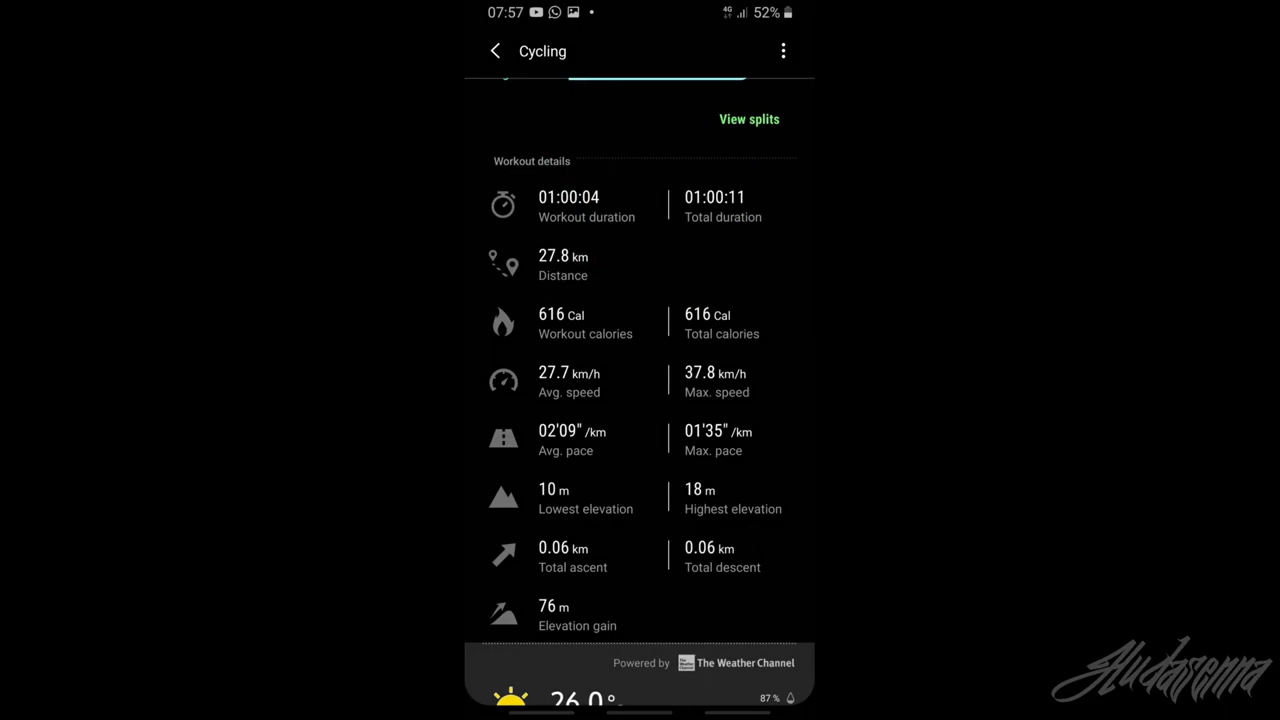 07:57 4G 52%
Cycling
View splits
Workout details
01:00:04 01:00:11
Workout duration Total duration
27.8 km
Distance
616 Cal 616 Cal
Workout calories Total calories
27.7 km/h 37.8 km/h
Avg. speed Max. speed
02'09" /km 01'35" /km
Avg. pace Max. pace
10 m 18 m
Lowest elevation Highest elevation
0.06 km 0.06 km
Total ascent Total descent
76 m
Elevation gain
Powered by The Weather Channel
26.0° 87 %